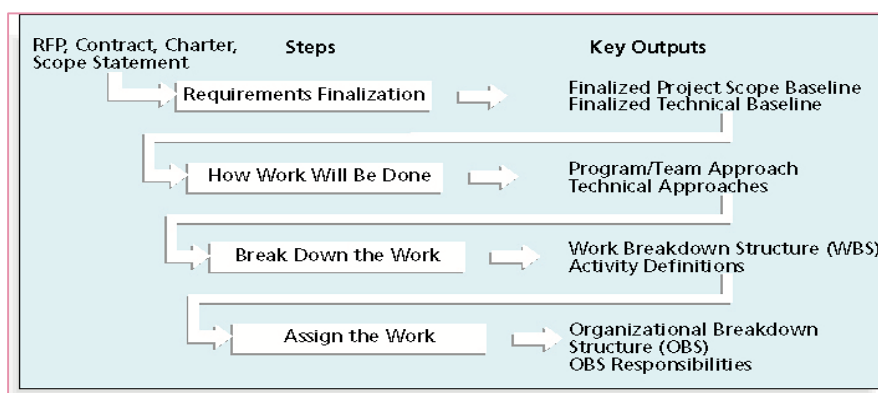 RFP, Contract, Charter,
Scope Statement
Steps
Key Outputs
Requirements Finalization
Finalized Project Scope Baseline
Finalized Technical Baseline
How Work Will Be Done
Program/Team Approach
Technical Approaches
Break Down the Work
Work Breakdown Structure (WBS)
Activity Definitions
Assign the Work
Organizational Breakdown
Structure (OBS)
OBS Responsibilities